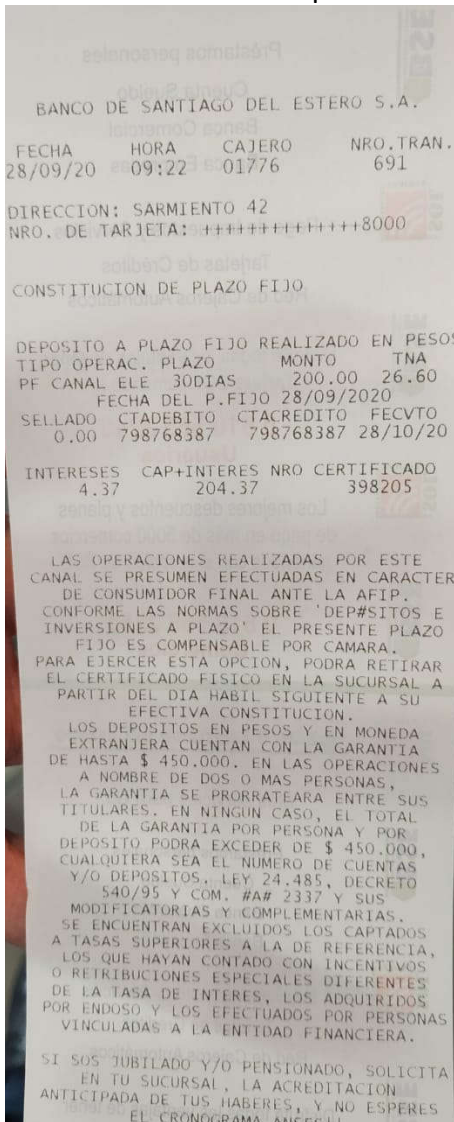 BANCO DE SANTIAGO DEL ESTERO S.A.
FECHA HORA CAJERO NRO.TRAN.
28/09/20 09:22 01776 691
DIRECCION: SARMIENTO 42
NRO. DE TARJETA: +++++++++++++++8000
CONSTITUCION DE PLAZO FIJO
DEPOSITO A PLAZO FIJO REALIZADO EN PESOS
TIPO OPERAC. PLAZO MONTO TNA
PF CANAL ELE 30DIAS 200.00 26.60
FECHA DEL P.FIJO 28/09/2020
SELLADO CTADEBITO CTACREDITO FECVTO
0.00 798768387 798768387 28/10/20
INTERESES CAP+INTERES NRO CERTIFICADO
4.37 204.37 398205
LAS OPERACIONES REALIZADAS POR ESTE
CANAL SE PRESUMEN EFECTUADAS EN CARACTER
DE CONSUMIDOR FINAL ANTE LA AFIP.
CONFORME LAS NORMAS SOBRE 'DEP#SITOS E
INVERSIONES A PLAZO' EL PRESENTE PLAZO
FIJO ES COMPENSABLE POR CAMARA.
PARA EJERCER ESTA OPCION, PODRA RETIRAR
EL CERTIFICADO FISICO EN LA SUCURSAL A
PARTIR DEL DIA HABIL SIGUIENTE A SU
EFECTIVA CONSTITUCION.
LOS DEPOSITOS EN PESOS Y EN MONEDA
EXTRANJERA CUENTAN CON LA GARANTIA
DE HASTA $ 450.000. EN LAS OPERACIONES
A NOMBRE DE DOS O MAS PERSONAS,
LA GARANTIA SE PRORRATEARA ENTRE SUS
TITULARES. EN NINGUN CASO, EL TOTAL
DE LA GARANTIA POR PERSONA Y POR
DEPOSITO PODRA EXCEDER DE $ 450.000,
CUALQUIERA SEA EL NUMERO DE CUENTAS
Y/O DEPOSITOS. LEY 24.485, DECRETO
540/95 Y COM. #A# 2337 Y SUS
MODIFICATORIAS Y COMPLEMENTARIAS.
SE ENCUENTRAN EXCLUIDOS LOS CAPTADOS
A TASAS SUPERIORES A LA DE REFERENCIA,
LOS QUE HAYAN CONTADO CON INCENTIVOS
O RETRIBUCIONES ESPECIALES DIFERENTES
DE LA TASA DE INTERES, LOS ADQUIRIDOS
POR ENDOSO Y LOS EFECTUADOS POR PERSONAS
VINCULADAS A LA ENTIDAD FINANCIERA.
SI SOS JUBILADO Y/O PENSIONADO, SOLICITA
EN TU SUCURSAL, LA ACREDITACION
ANTICIPADA DE TUS HABERES, Y NO ESPERES
EL CRONOGRAMA